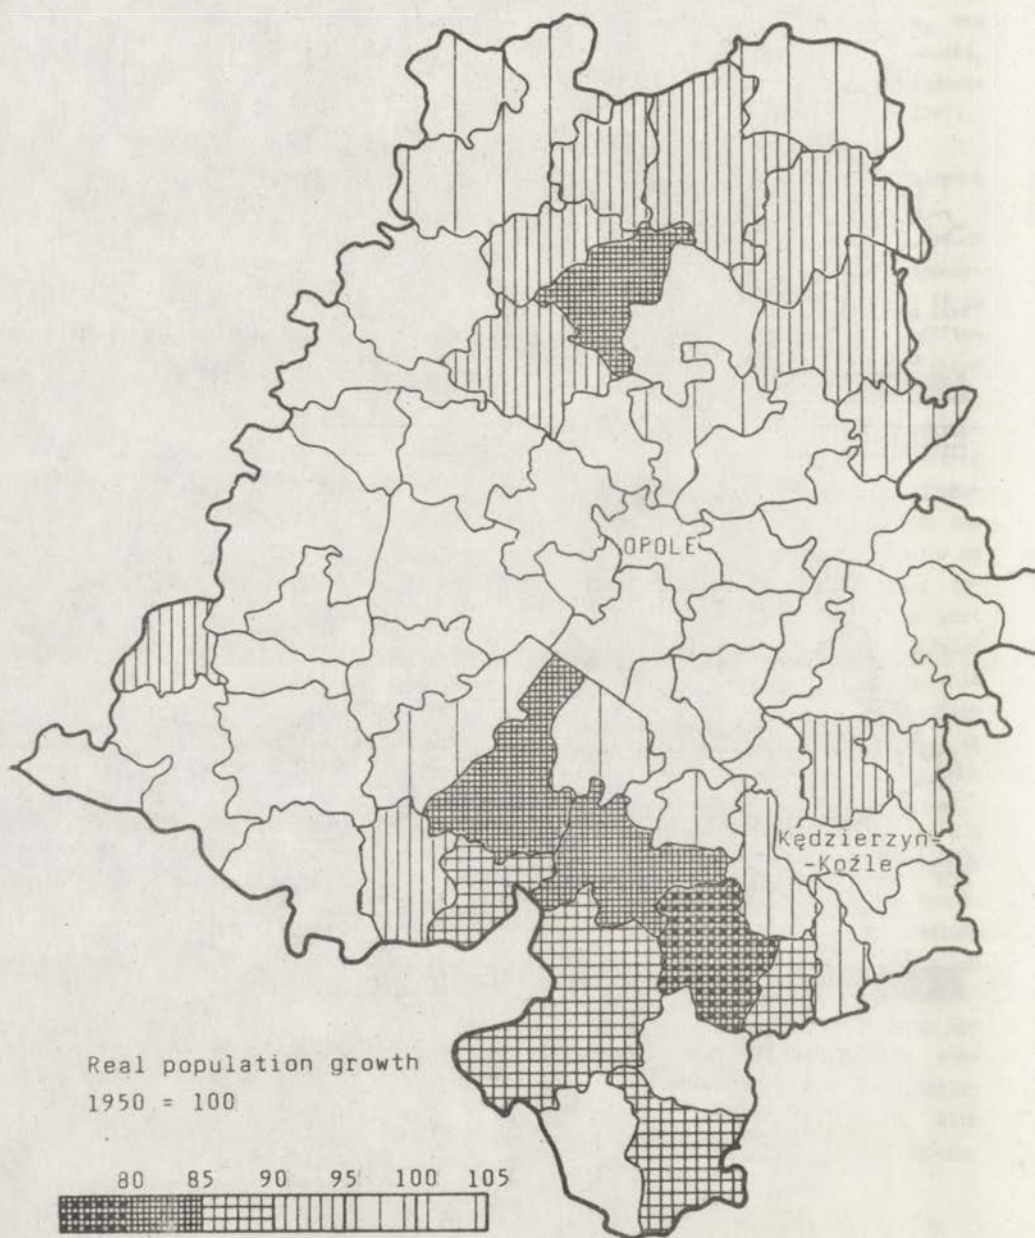 OPOLE
Kędzierzyn-
-Koźle
Real population growth
1950 = 100
80 85 90 95 100 105